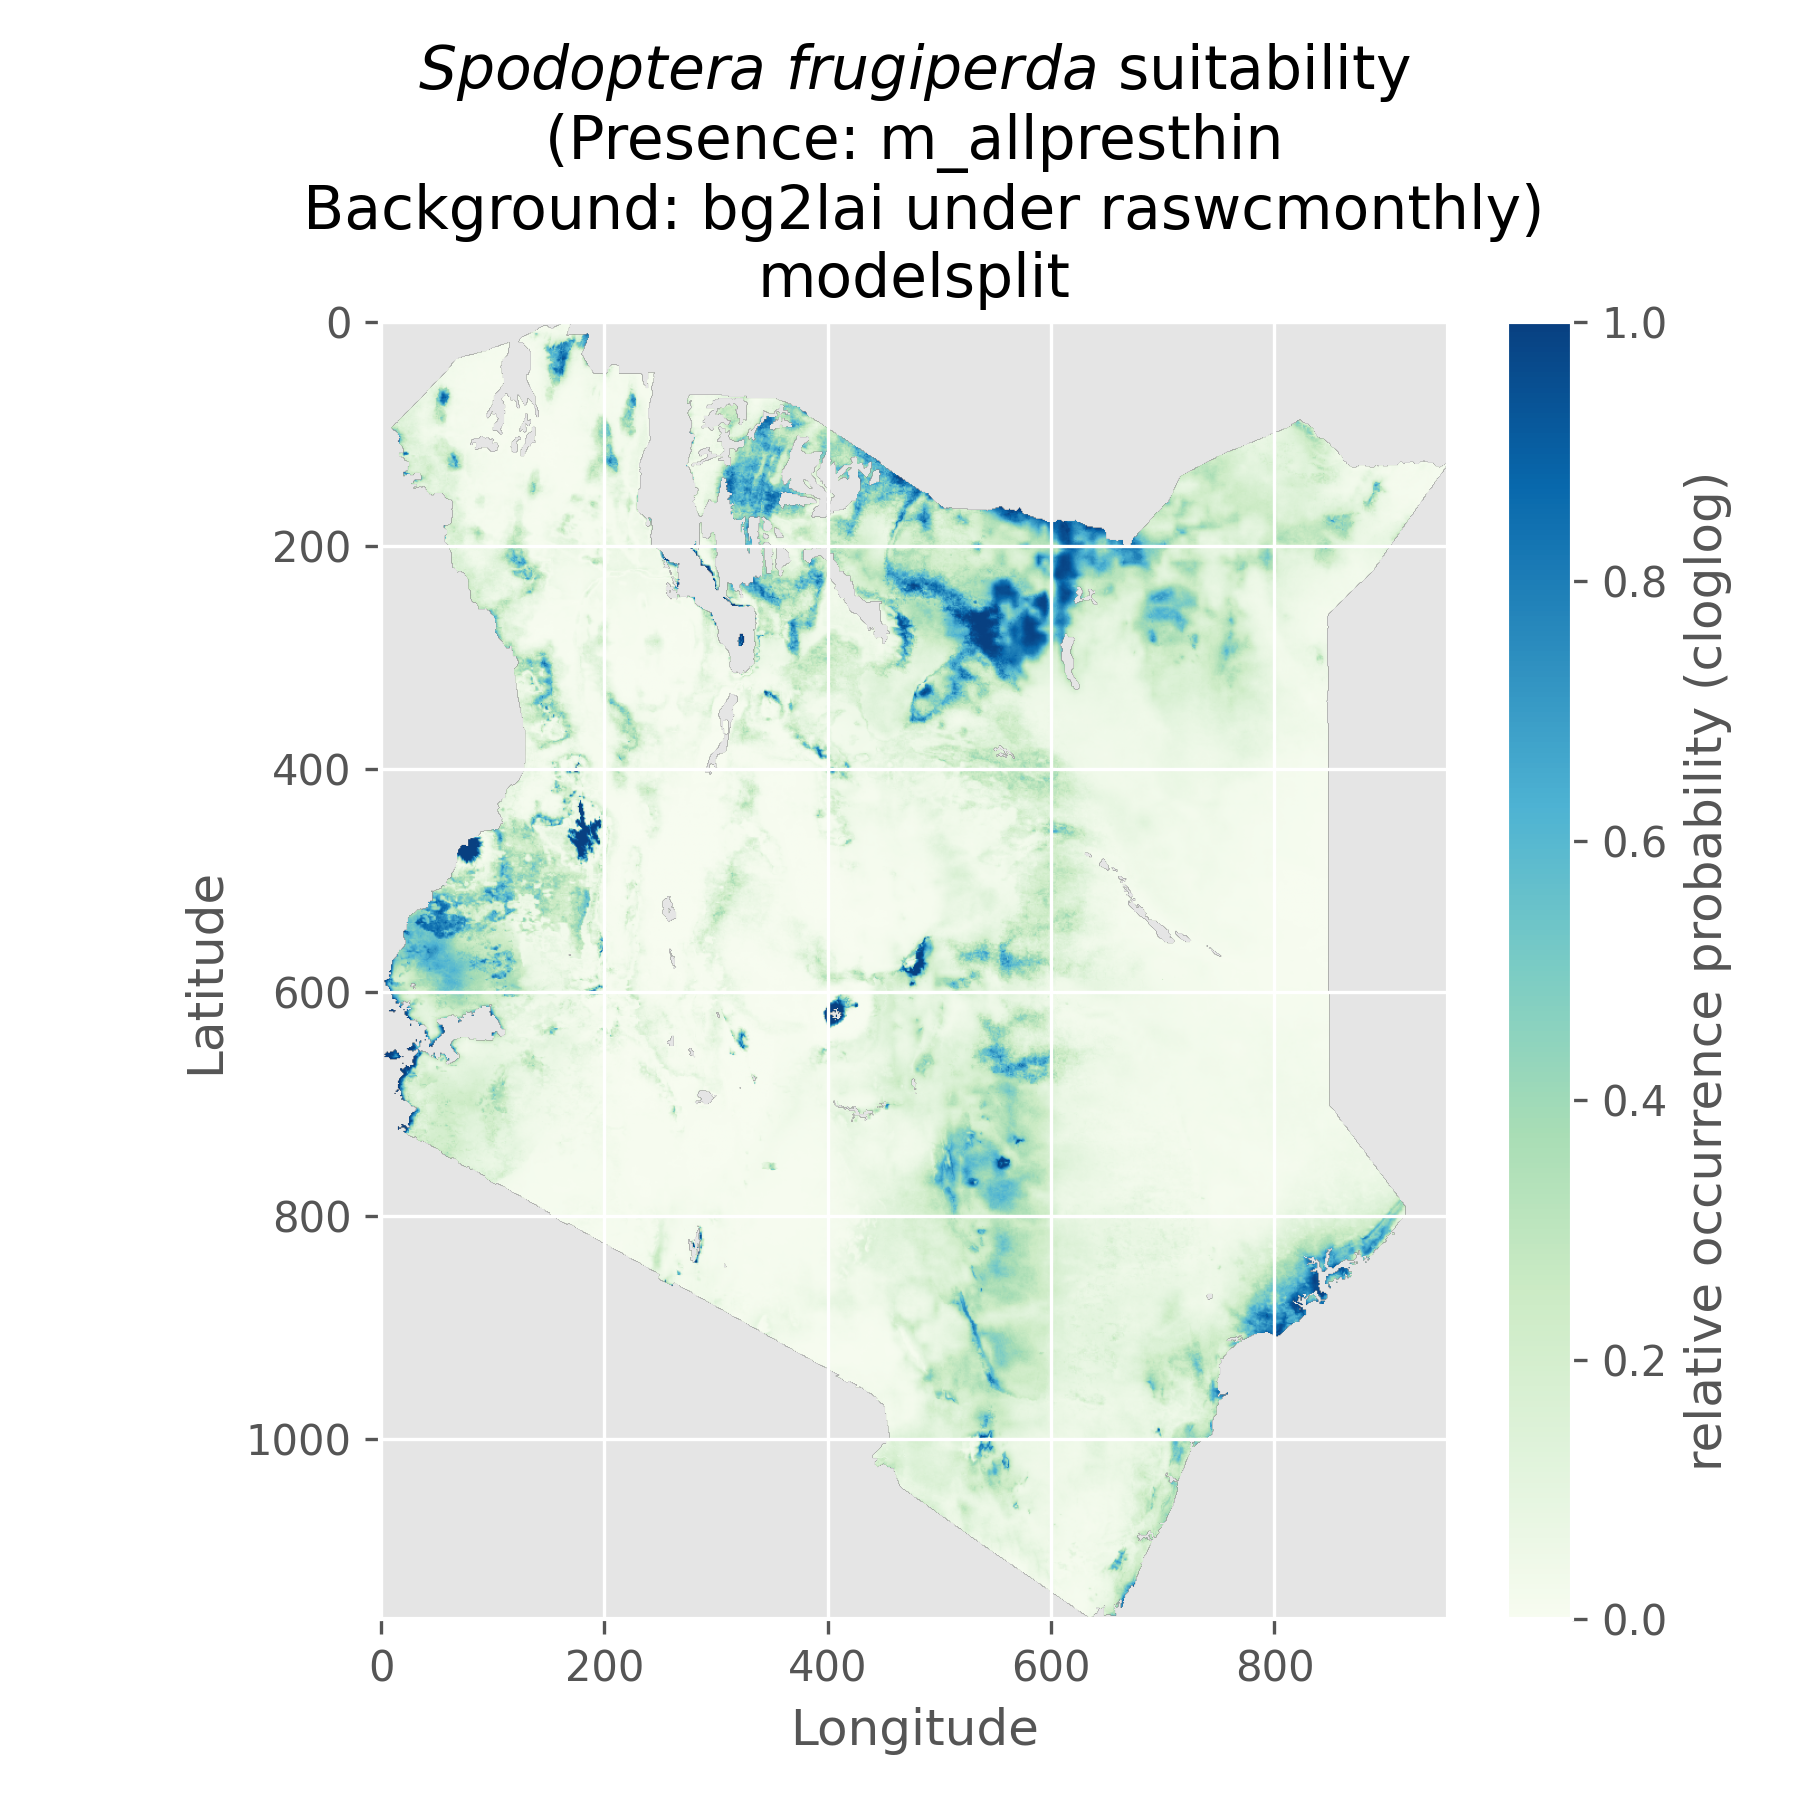 Spodoptera frugiperda suitability
(Presence: m_allpresthin
Background: bg2lai under raswcmonthly)
modelsplit
0
200
400
600
800
1000
Latitude
0
200
400
600
800
Longitude
1.0
0.8
0.6
0.4
0.2
0.0
relative occurrence probability (cloglog)